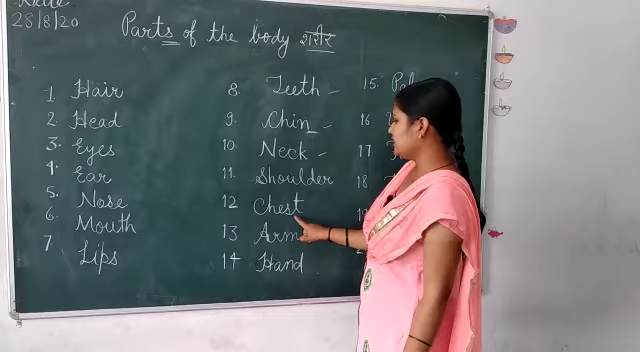 Date
28/8/20
Parts of the body शरीर
1. Hair
2. Head
3. Eyes
4. Ear
5. Nose
6. Mouth
7. Lips
8. Teeth
9. Chin
10. Neck
11. Shoulder
12 Chest
13 Arm
14 Hand
15.
16.
17
18
19